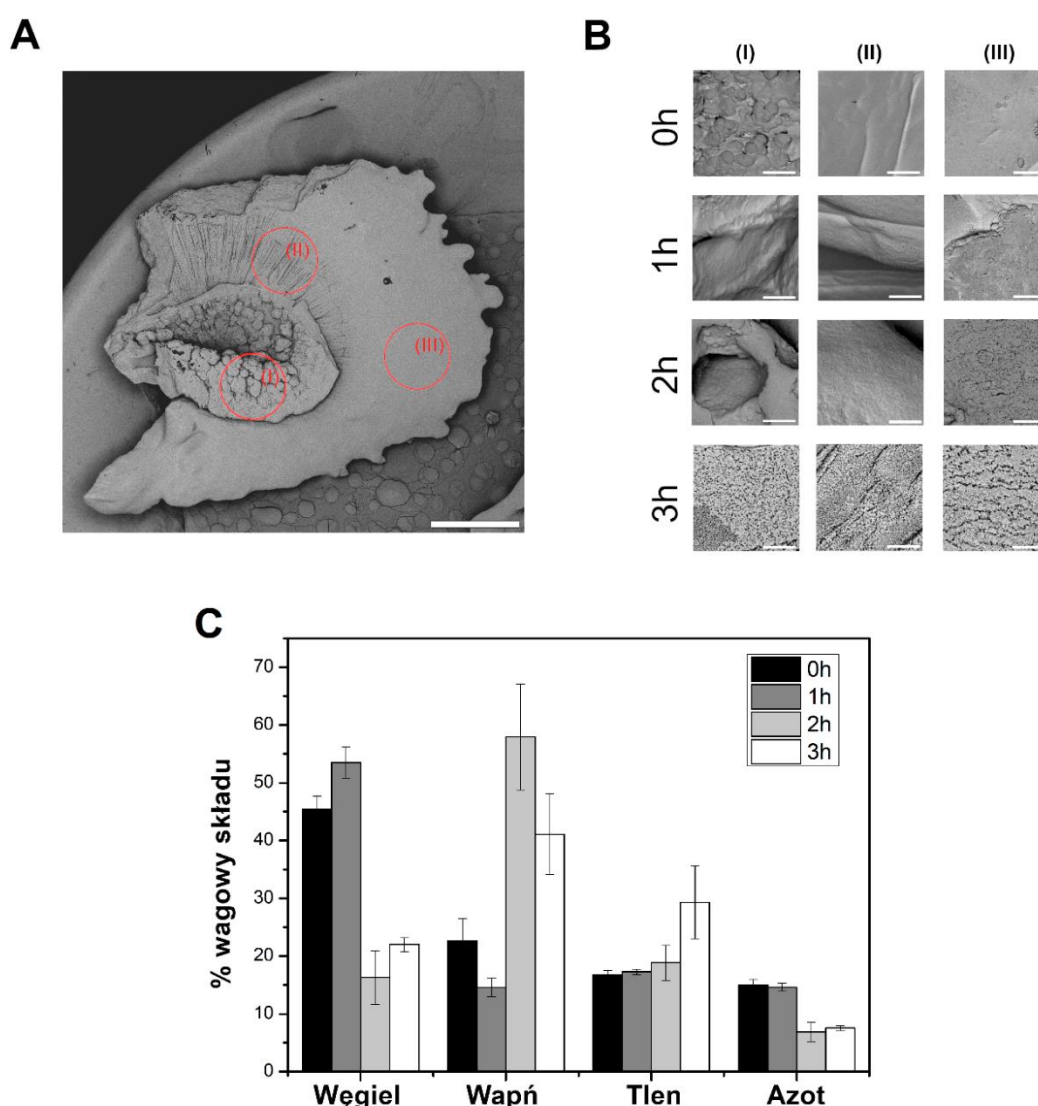 A
(II)
(III)
(I)
B
(I) (II) (III)
0h
1h
2h
3h
C
% wagowy składu
70
60
50
40
30
20
10
0
0h
1h
2h
3h
Węgiel Wapń Tlen Azot